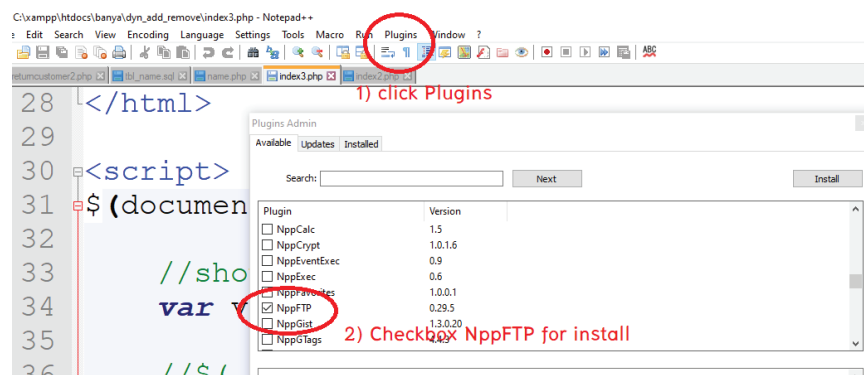 C:\xampp\htdocs\banya\dyn_add_remove\index3.php - Notepad++
Edit Search View Encoding Language Settings Tools Macro Run Plugins Window ?
returncustomer2.php tbl_name.sql name.php index3.php index2.php
1) click Plugins
28 </html>
29
30 <script>
31 $(documen
32
33 //sho
34 var v
35
36 //$(
Plugins Admin
Available Updates Installed
Search: Next Install
Plugin Version
NppCalc 1.5
NppCrypt 1.0.1.6
NppEventExec 0.9
NppExec 0.6
NppFavorites 1.0.0.1
NppFTP 0.29.5
NppGist 1.3.0.20
NppGTags 4.4.3
2) Checkbox NppFTP for install